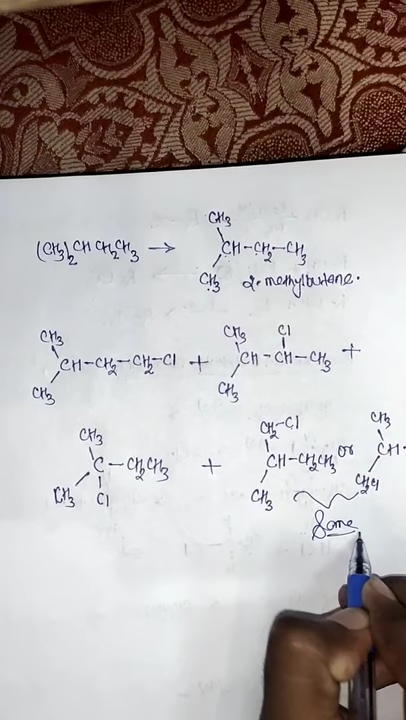 (CH3)2CHCH2CH3 → CH3 CH-CH2-CH3 CH3
2-methylbutane.
CH3 CH3 CH-CH2-CH2-Cl + CH3 CH3 CH-CH-CH3 Cl +
CH3 CH3 C-CH2CH3 Cl + CH2-Cl CH-CH2CH3 CH3 or CH3 CH- CH2Cl
Same